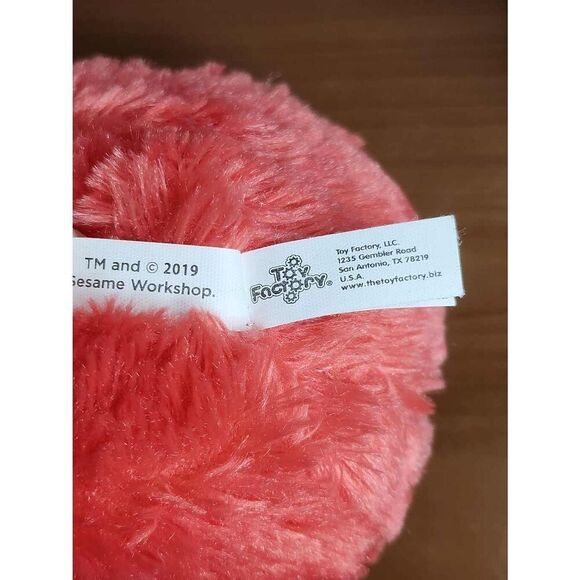 TM and © 2019
Sesame Workshop.
Toy
Factory®
Toy Factory, LLC.
1235 Gembler Road
San Antonio, TX 78219
U.S.A.
www.thetoyfactory.biz